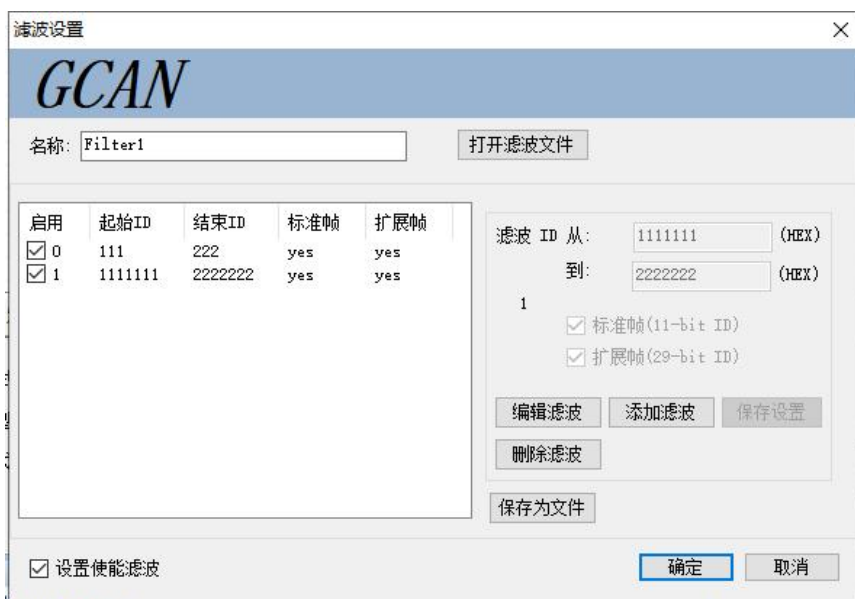 滤波设置
GCAN
名称: Filter1 打开滤波文件
启用 起始ID 结束ID 标准帧 扩展帧
0 111 222 yes yes
1 1111111 2222222 yes yes
滤波 ID 从: 1111111 (HEX)
到: 2222222 (HEX)
1
标准帧(11-bit ID)
扩展帧(29-bit ID)
编辑滤波 添加滤波 保存设置
删除滤波
保存为文件
设置使能滤波 确定 取消